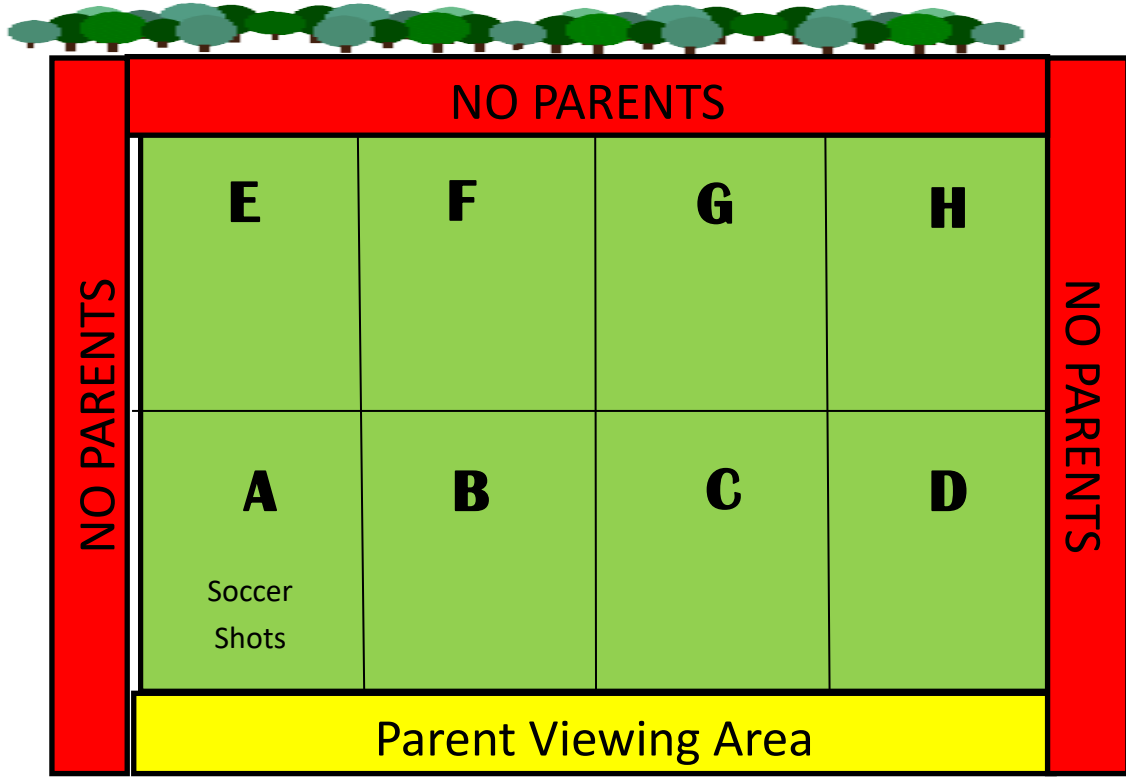 NO PARENTS
NO PARENTS
NO PARENTS
E
F
G
H
A
B
C
D
Soccer
Shots
Parent Viewing Area